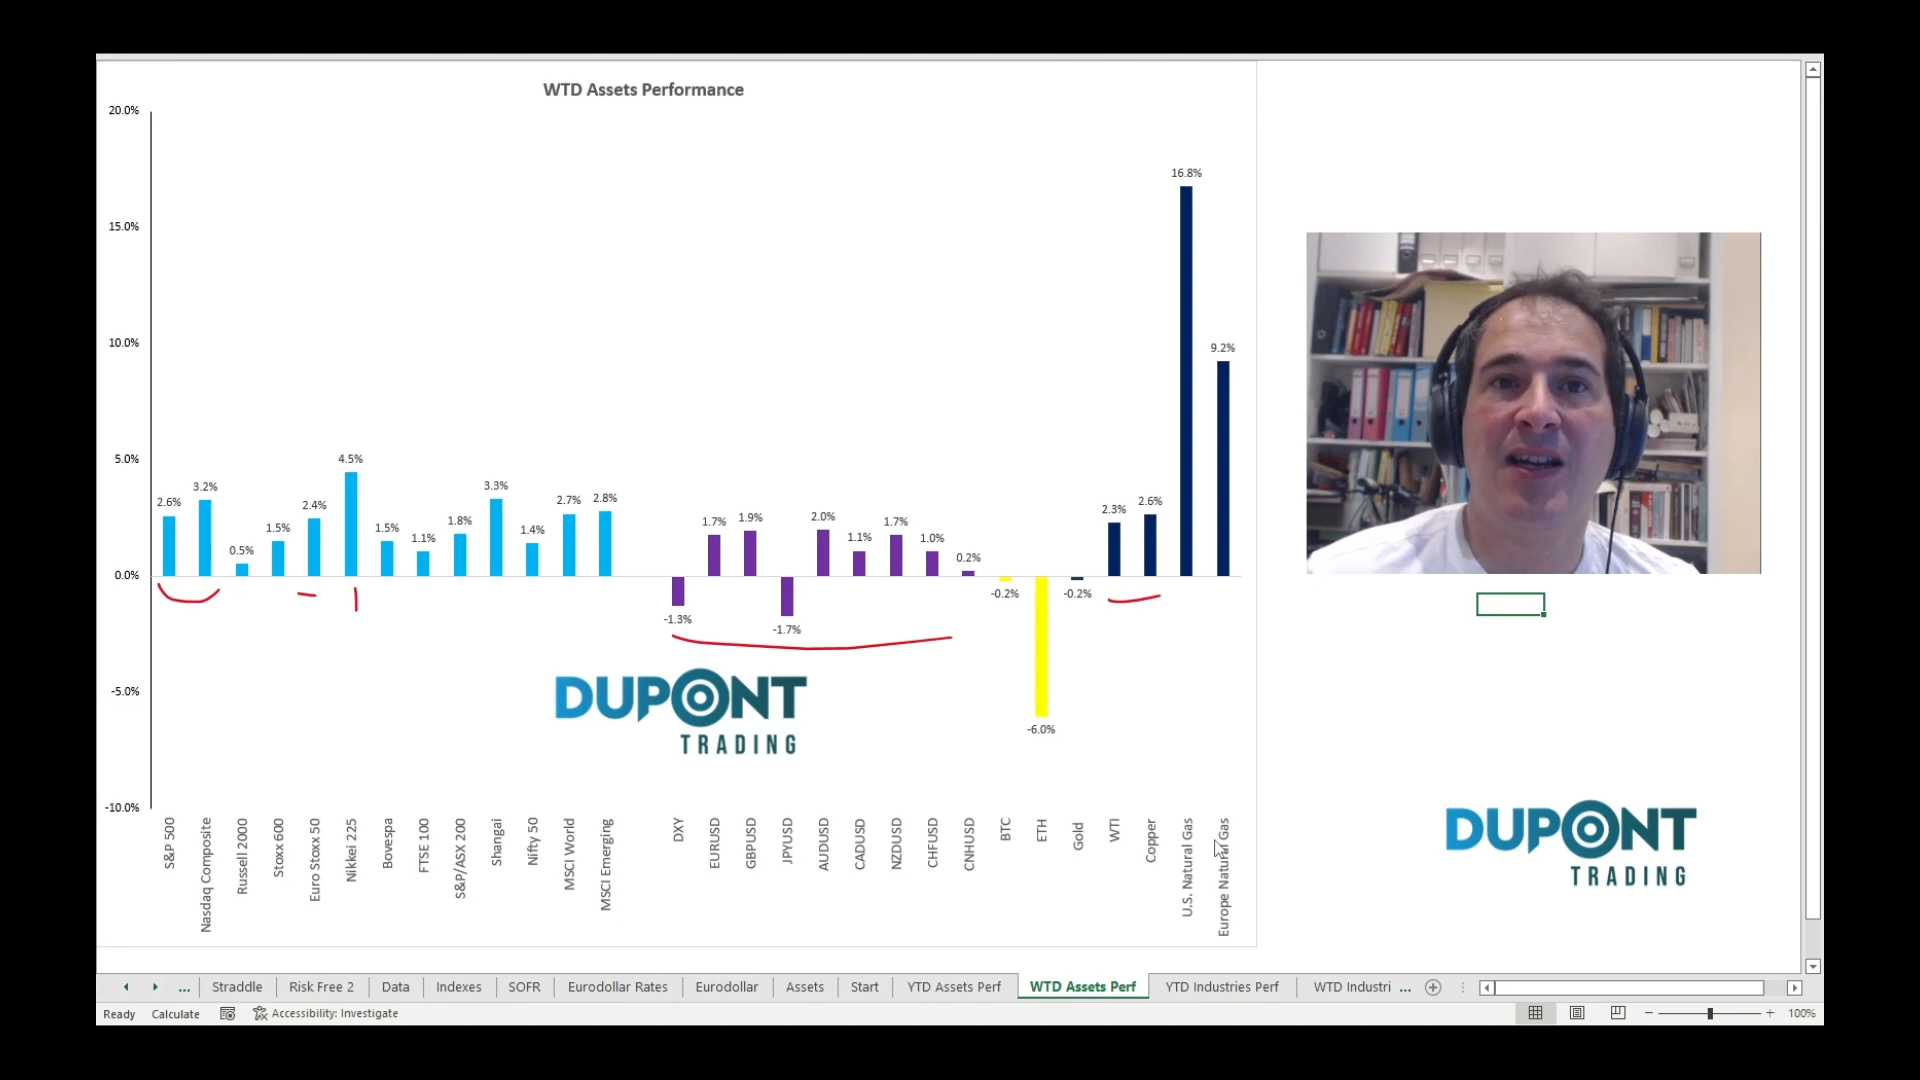 WTD Assets Performance
20.0%
15.0%
10.0%
5.0%
0.0%
-5.0%
-10.0%
2.6%
3.2%
0.5%
1.5%
2.4%
4.5%
1.5%
1.1%
1.8%
3.3%
1.4%
2.7%
2.8%
-1.3%
1.7%
1.9%
-1.7%
2.0%
1.1%
1.7%
1.0%
0.2%
-0.2%
-6.0%
-0.2%
2.3%
2.6%
16.8%
9.2%
S&P 500
Nasdaq Composite
Russell 2000
Stoxx 600
Euro Stoxx 50
Nikkei 225
Bovespa
FTSE 100
S&P/ASX 200
Shangai
Nifty 50
MSCI World
MSCI Emerging
DXY
EURUSD
GBPUSD
JPYUSD
AUDUSD
CADUSD
NZDUSD
CHFUSD
CNHUSD
BTC
ETH
Gold
WTI
Copper
U.S. Natural Gas
Europe Natural Gas
DUPONT
TRADING
DUPONT
TRADING
... Straddle Risk Free 2 Data Indexes SOFR Eurodollar Rates Eurodollar Assets Start YTD Assets Perf WTD Assets Perf YTD Industries Perf WTD Industri ...
Ready Calculate Accessibility: Investigate 100%